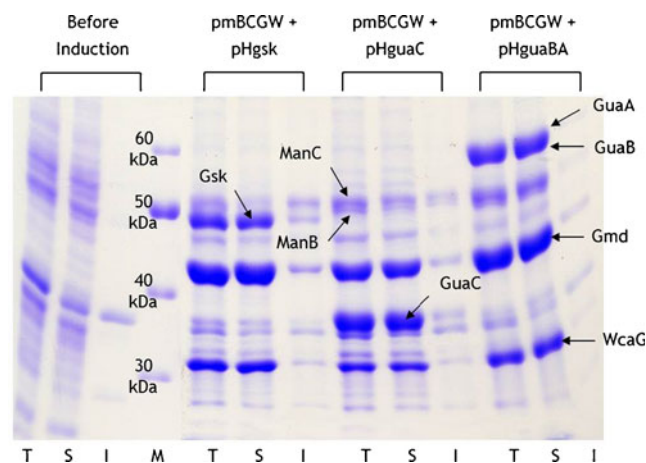 Before
Induction
pmBCGW +
pHgsk
pmBCGW +
pHguaC
pmBCGW +
pHguaBA
60
kDa
50
kDa
40
kDa
30
kDa
Gsk
ManC
ManB
GuaC
GuaA
GuaB
Gmd
WcaG
T S I M T S I T S I T S I